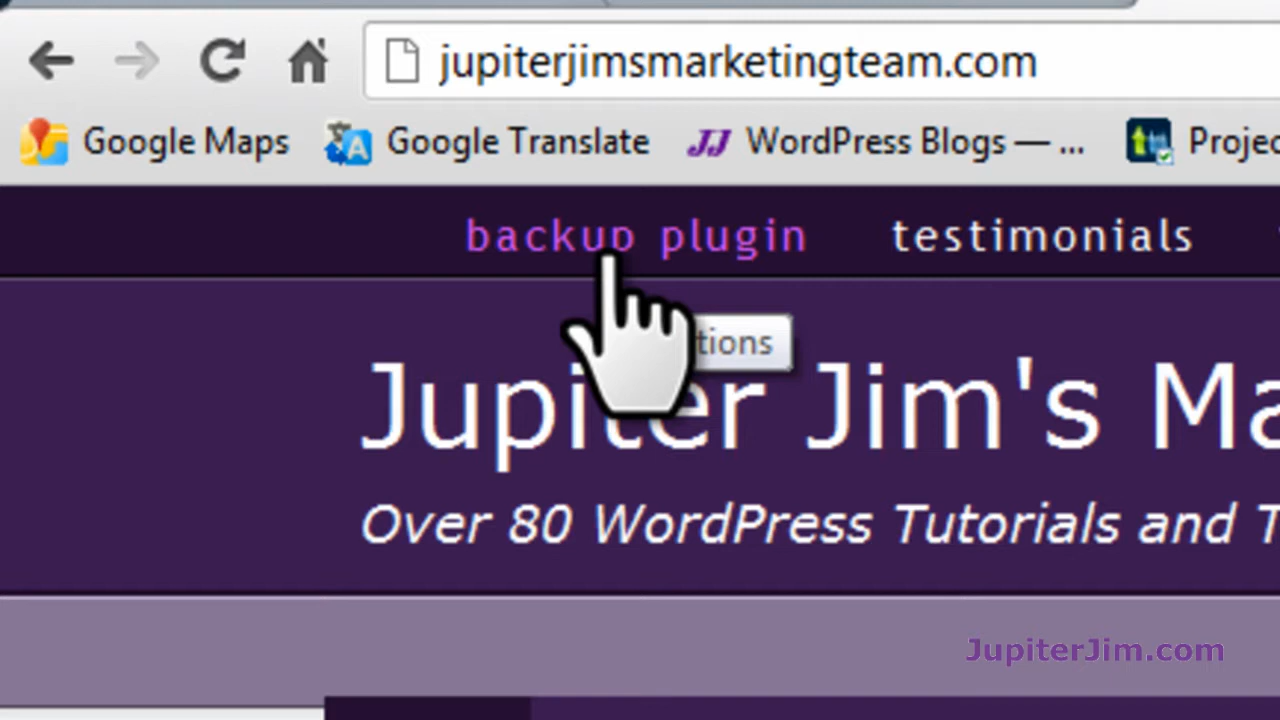 jupiterjimsmarketingteam.com
Google Maps Google Translate JJ WordPress Blogs — ...
backup plugin testimonials
Jupiter Jim's
Over 80 WordPress Tutorials and
JupiterJim.com